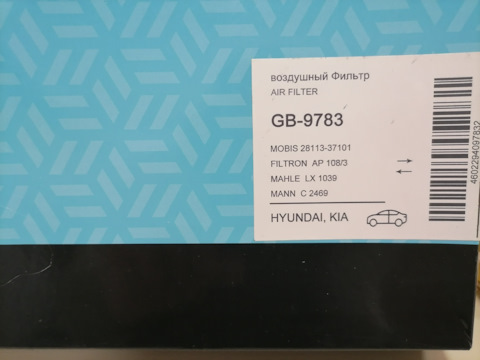 воздушный Фильтр
AIR FILTER
GB-9783
MOBIS 28113-37101
FILTRON AP 108/3
MAHLE LX 1039
MANN C 2469
HYUNDAI, KIA
4602294097832